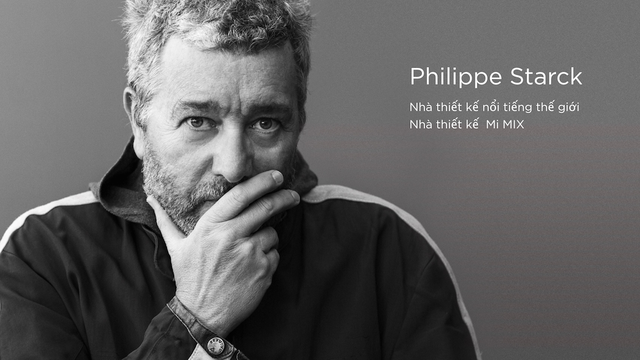 Philippe Starck
Nhà thiết kế nổi tiếng thế giới
Nhà thiết kế Mi MIX